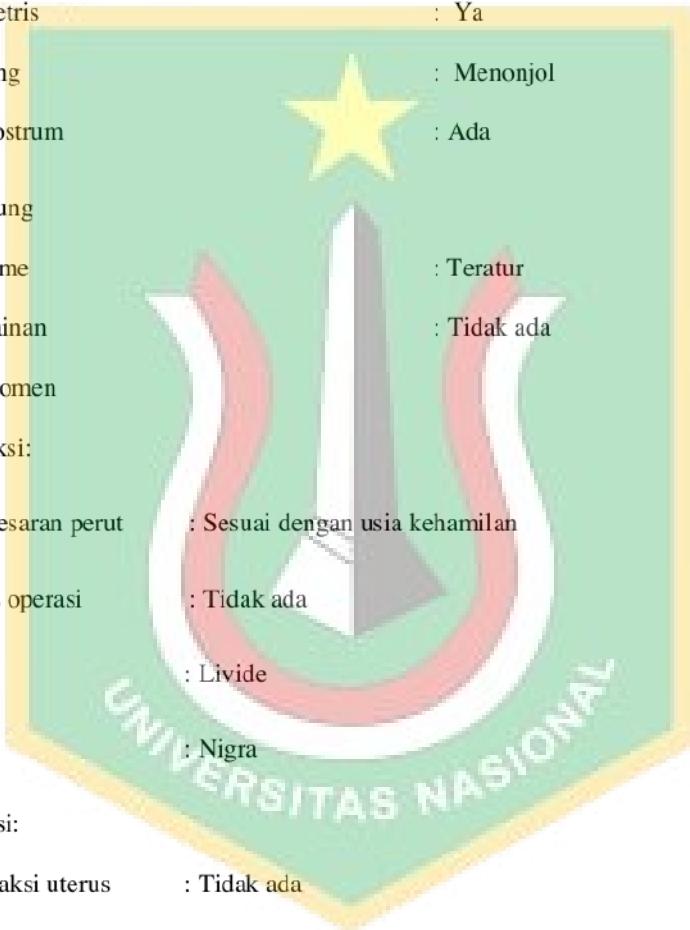 etris : Ya
ng : Menonjol
ostrum : Ada
ung
me : Teratur
ainan : Tidak ada
omen
ksi:
esaran perut : Sesuai dengan usia kehamilan
operasi : Tidak ada
: Livide
: Nigra
si:
aksi uterus : Tidak ada
UNIVERSITAS NASIONAL